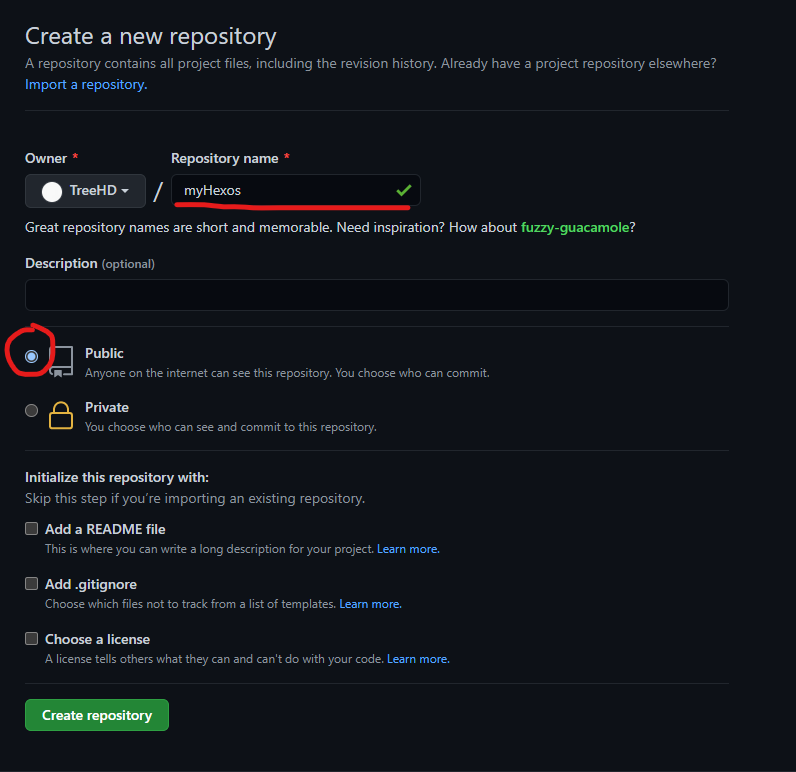 Create a new repository
A repository contains all project files, including the revision history. Already have a project repository elsewhere?
Import a repository.
Owner * Repository name *
TreeHD / myHexos
Great repository names are short and memorable. Need inspiration? How about fuzzy-guacamole?
Description (optional)
Public
Anyone on the internet can see this repository. You choose who can commit.
Private
You choose who can see and commit to this repository.
Initialize this repository with:
Skip this step if you're importing an existing repository.
Add a README file
This is where you can write a long description for your project. Learn more.
Add .gitignore
Choose which files not to track from a list of templates. Learn more.
Choose a license
A license tells others what they can and can't do with your code. Learn more.
Create repository